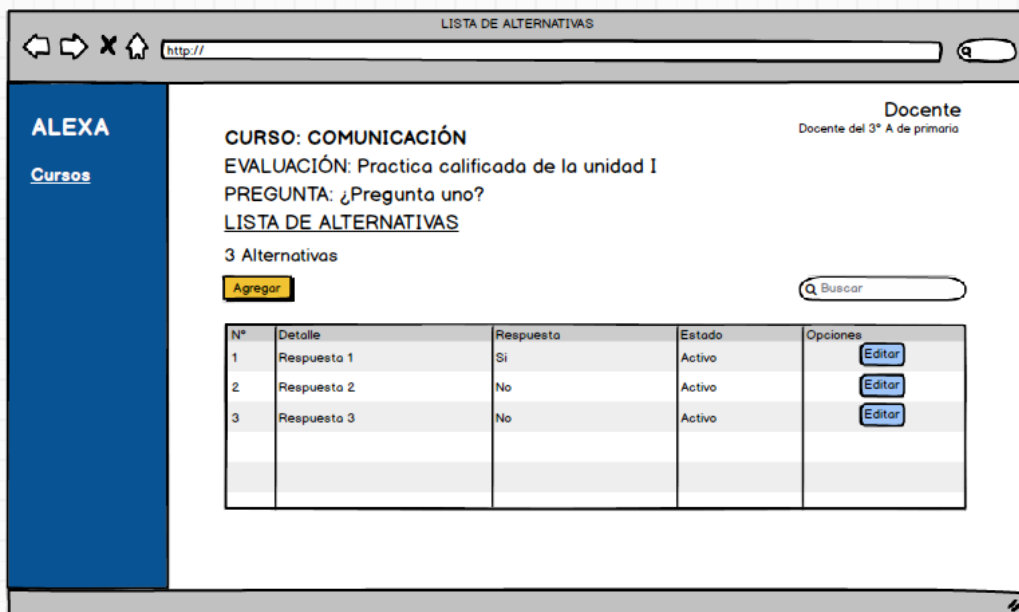 LISTA DE ALTERNATIVAS
http://
ALEXA
Cursos
Docente
Docente del 3° A de primaria
CURSO: COMUNICACIÓN
EVALUACIÓN: Practica calificada de la unidad I
PREGUNTA: ¿Pregunta uno?
LISTA DE ALTERNATIVAS
3 Alternativas
Agregar
Buscar
N° Detalle Respuesta Estado Opciones
1 Respuesta 1 Si Activo Editar
2 Respuesta 2 No Activo Editar
3 Respuesta 3 No Activo Editar